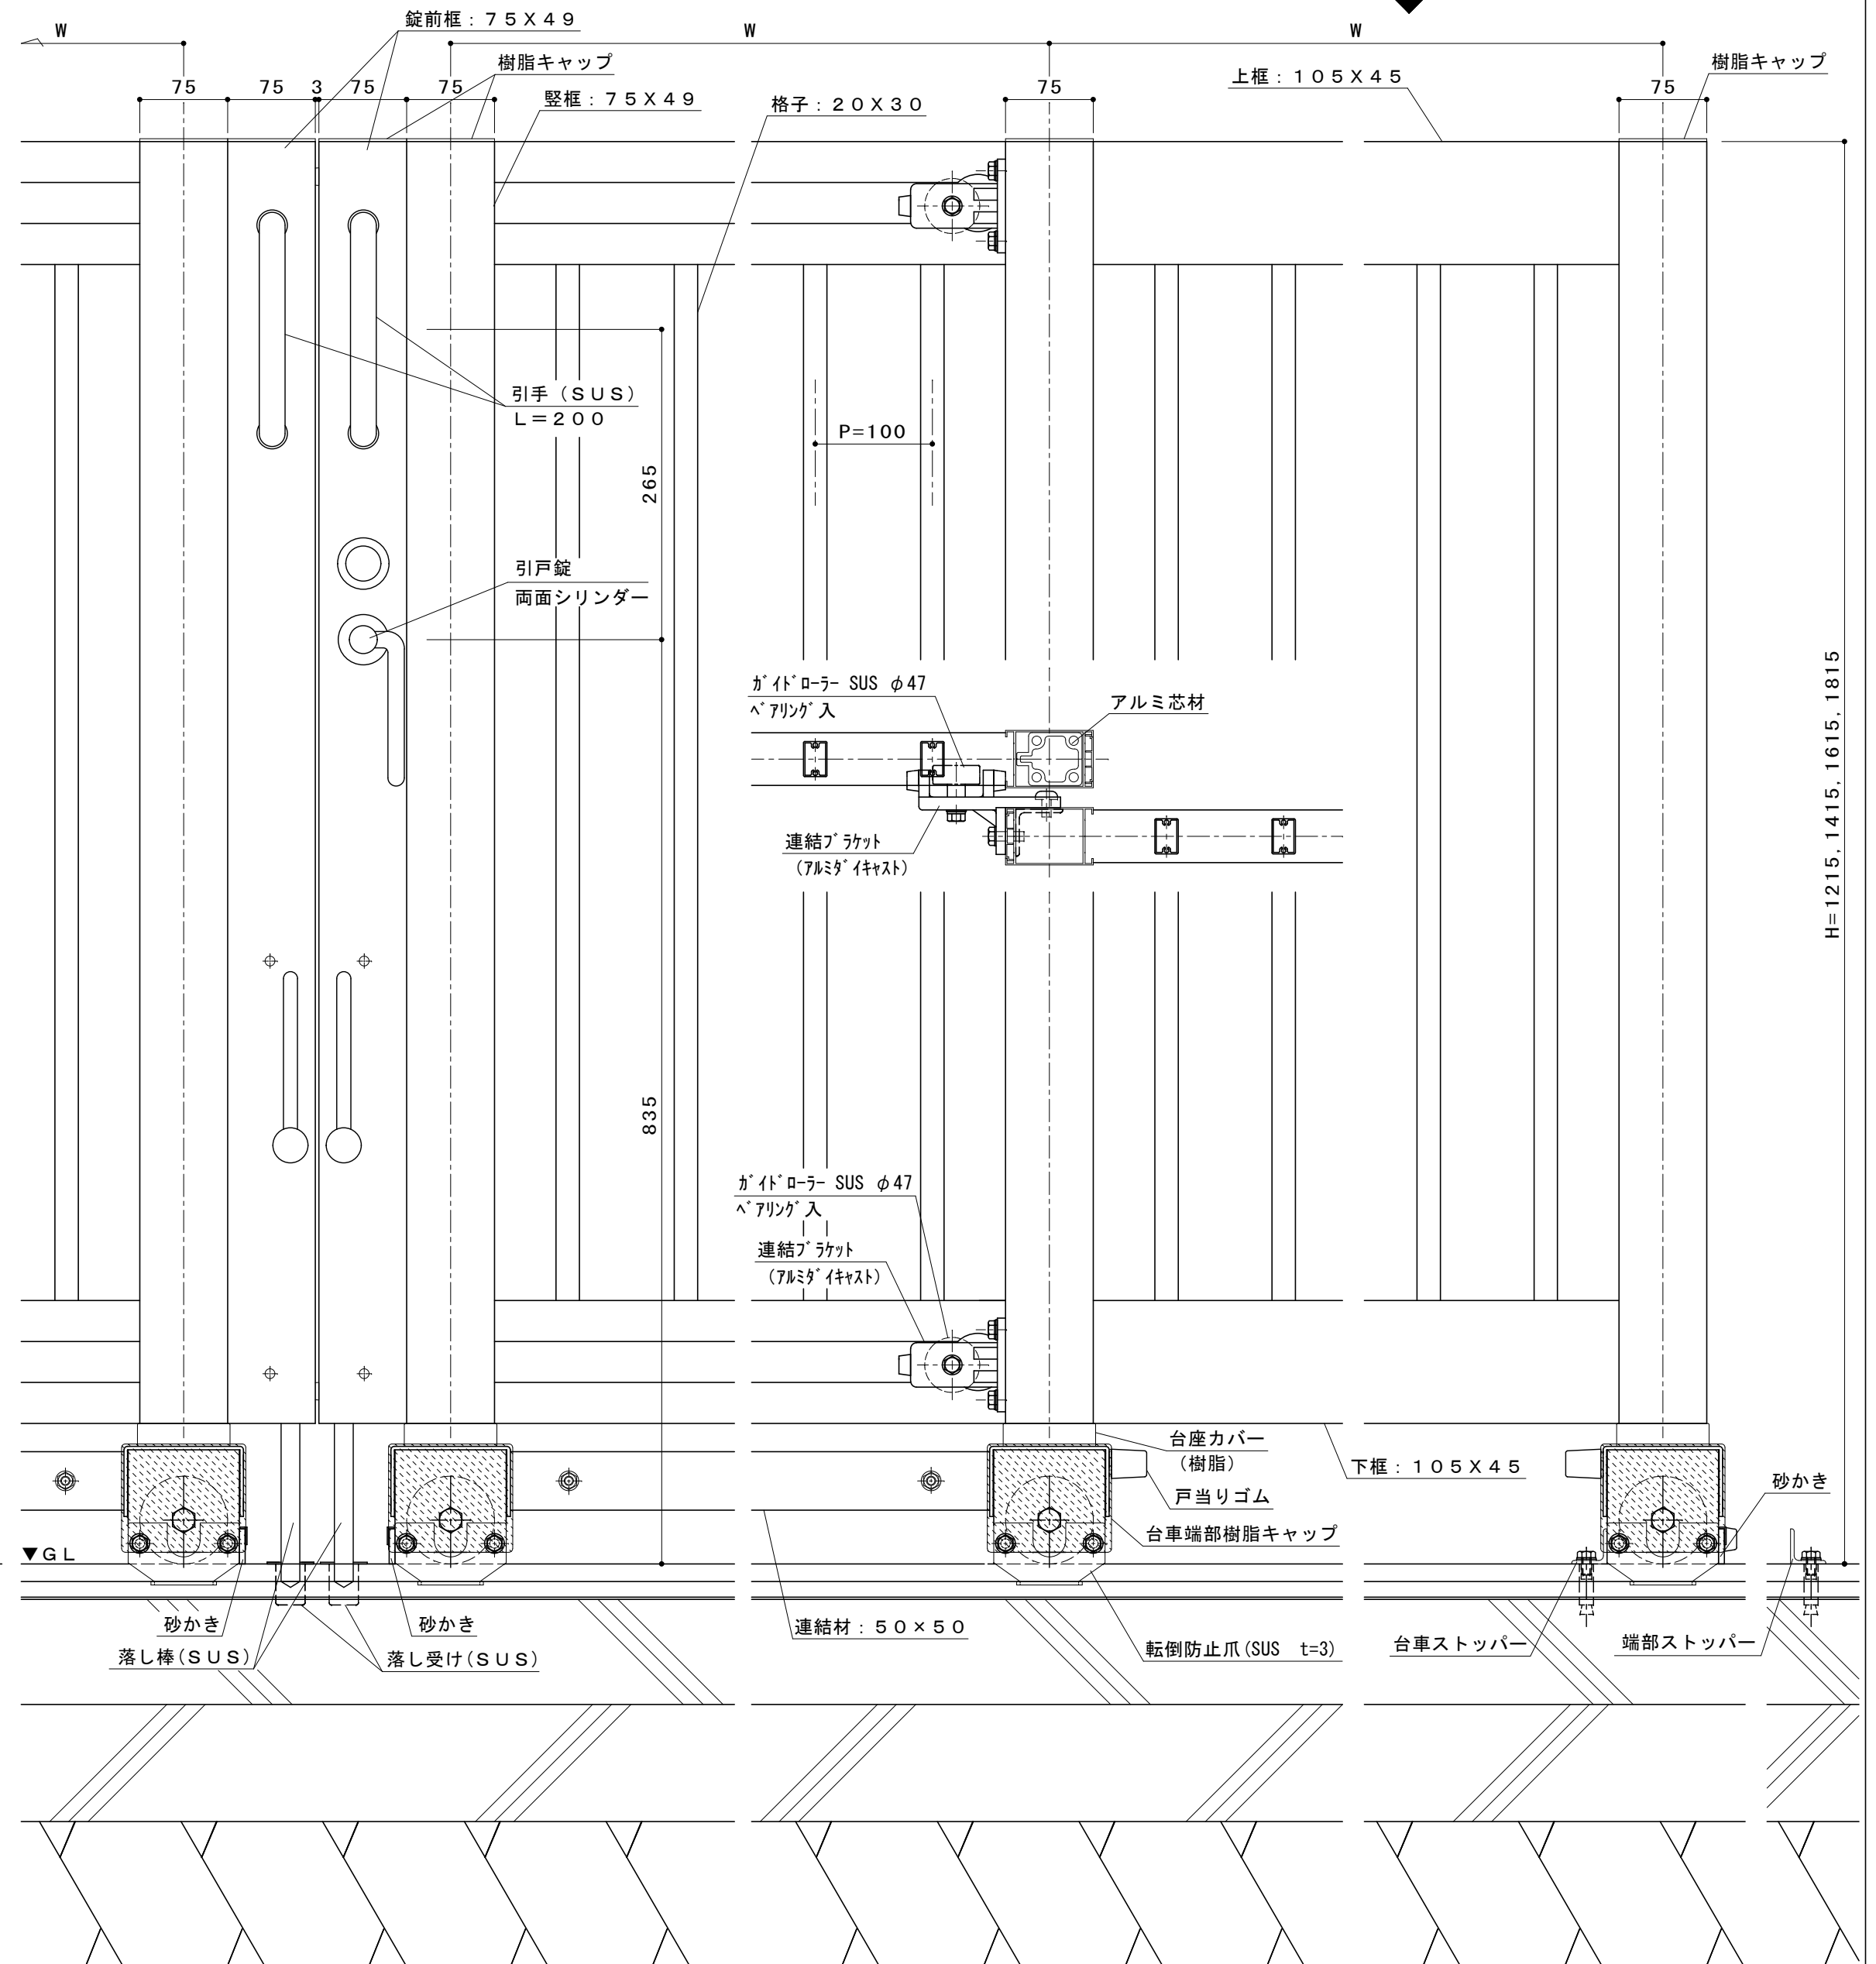 錠前框：７５Ｘ４９
W
W
W
樹脂キャップ
樹脂キャップ
上框：１０５Ｘ４５
75
75
3
75
75
竪框：７５Ｘ４９
格子：２０Ｘ３０
75
75
引手（ＳＵＳ）
Ｌ＝２００
P=100
265
引戸錠
両面シリンダー
H=1215, 1415, 1615, 1815
ｶﾞｲﾄﾞﾛｰﾗｰ SUS φ47
ﾍﾞｱﾘﾝｸﾞ入
アルミ芯材
連結ﾌﾞﾗｹｯﾄ
（ｱﾙﾐﾀﾞｲｷｬｽﾄ）
835
ｶﾞｲﾄﾞﾛｰﾗｰ SUS φ47
ﾍﾞｱﾘﾝｸﾞ入
連結ﾌﾞﾗｹｯﾄ
（ｱﾙﾐﾀﾞｲｷｬｽﾄ）
台座カバー
（樹脂）
下框：１０５Ｘ４５
戸当りゴム
砂かき
台車端部樹脂キャップ
▼ＧＬ
砂かき
砂かき
連結材：５０×５０
落し棒(ＳＵＳ)
落し受け(ＳＵＳ)
転倒防止爪(SUS t=3)
台車ストッパー
端部ストッパー